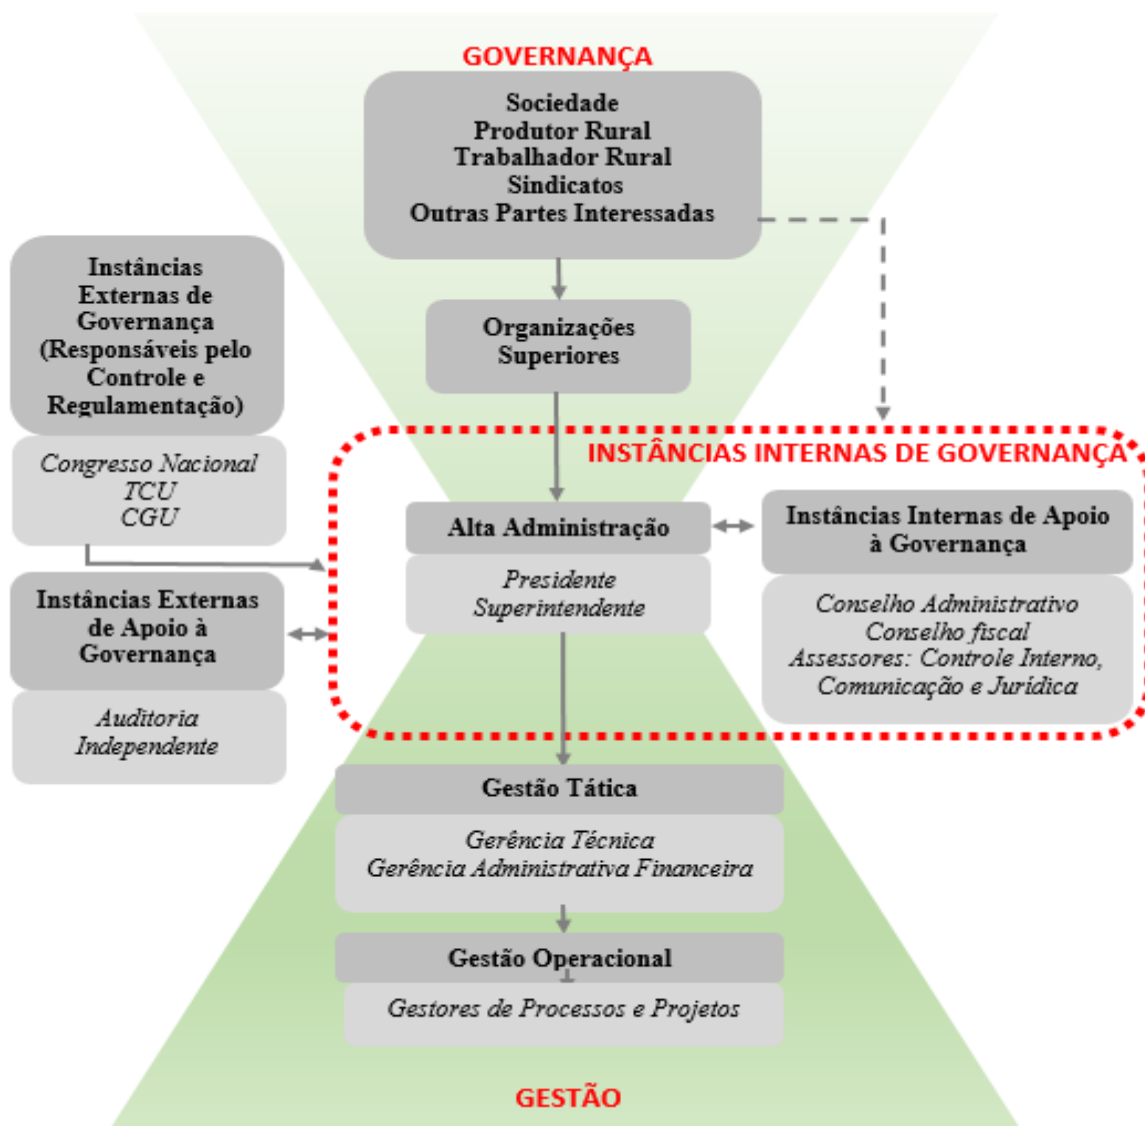 GOVERNANÇA
Sociedade
Produtor Rural
Trabalhador Rural
Sindicatos
Outras Partes Interessadas
Instâncias
Externas de
Governança
(Responsáveis pelo
Controle e
Regulamentação)
Congresso Nacional
TCU
CGU
Organizações
Superiores
INSTÂNCIAS INTERNAS DE GOVERNANÇA
Alta Administração
Presidente
Superintendente
Instâncias Internas de Apoio
à Governança
Conselho Administrativo
Conselho fiscal
Assessores: Controle Interno,
Comunicação e Jurídica
Instâncias Externas
de Apoio à
Governança
Auditoria
Independente
Gestão Tática
Gerência Técnica
Gerência Administrativa Financeira
Gestão Operacional
Gestores de Processos e Projetos
GESTÃO